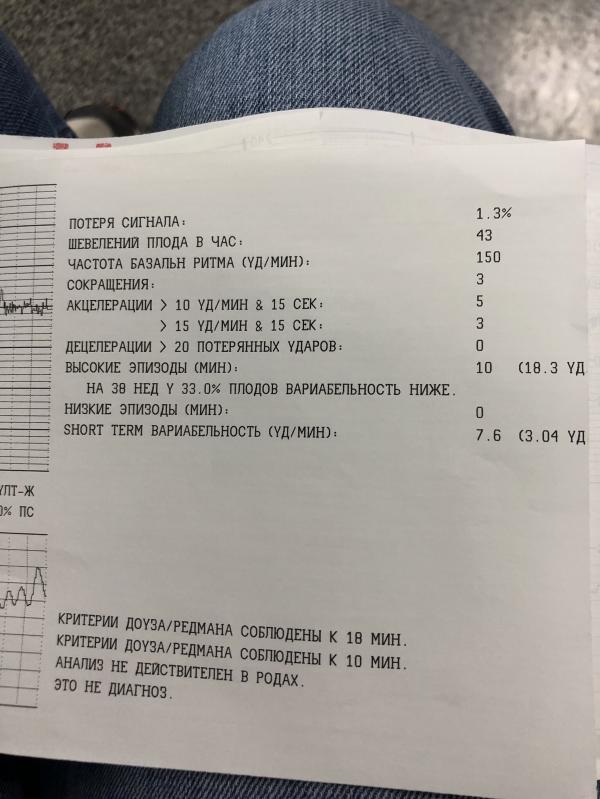 ПОТЕРЯ СИГНАЛА: 1.3%
ШЕВЕЛЕНИЙ ПЛОДА В ЧАС: 43
ЧАСТОТА БАЗАЛЬН РИТМА (УД/МИН): 150
СОКРАЩЕНИЯ: 3
АКЦЕЛЕРАЦИИ > 10 УД/МИН & 15 СЕК: 5
> 15 УД/МИН & 15 СЕК: 3
ДЕЦЕЛЕРАЦИИ > 20 ПОТЕРЯННЫХ УДАРОВ: 0
ВЫСОКИЕ ЭПИЗОДЫ (МИН): 10 (18.3 УД
НА 38 НЕД У 33.0% ПЛОДОВ ВАРИАБЕЛЬНОСТЬ НИЖЕ.
НИЗКИЕ ЭПИЗОДЫ (МИН): 0
SHORT TERM ВАРИАБЕЛЬНОСТЬ (УД/МИН): 7.6 (3.04 УД
УЛТ-Ж
0% ПС
КРИТЕРИИ ДОУЗА/РЕДМАНА СОБЛЮДЕНЫ К 18 МИН.
КРИТЕРИИ ДОУЗА/РЕДМАНА СОБЛЮДЕНЫ К 10 МИН.
АНАЛИЗ НЕ ДЕЙСТВИТЕЛЕН В РОДАХ.
ЭТО НЕ ДИАГНОЗ.